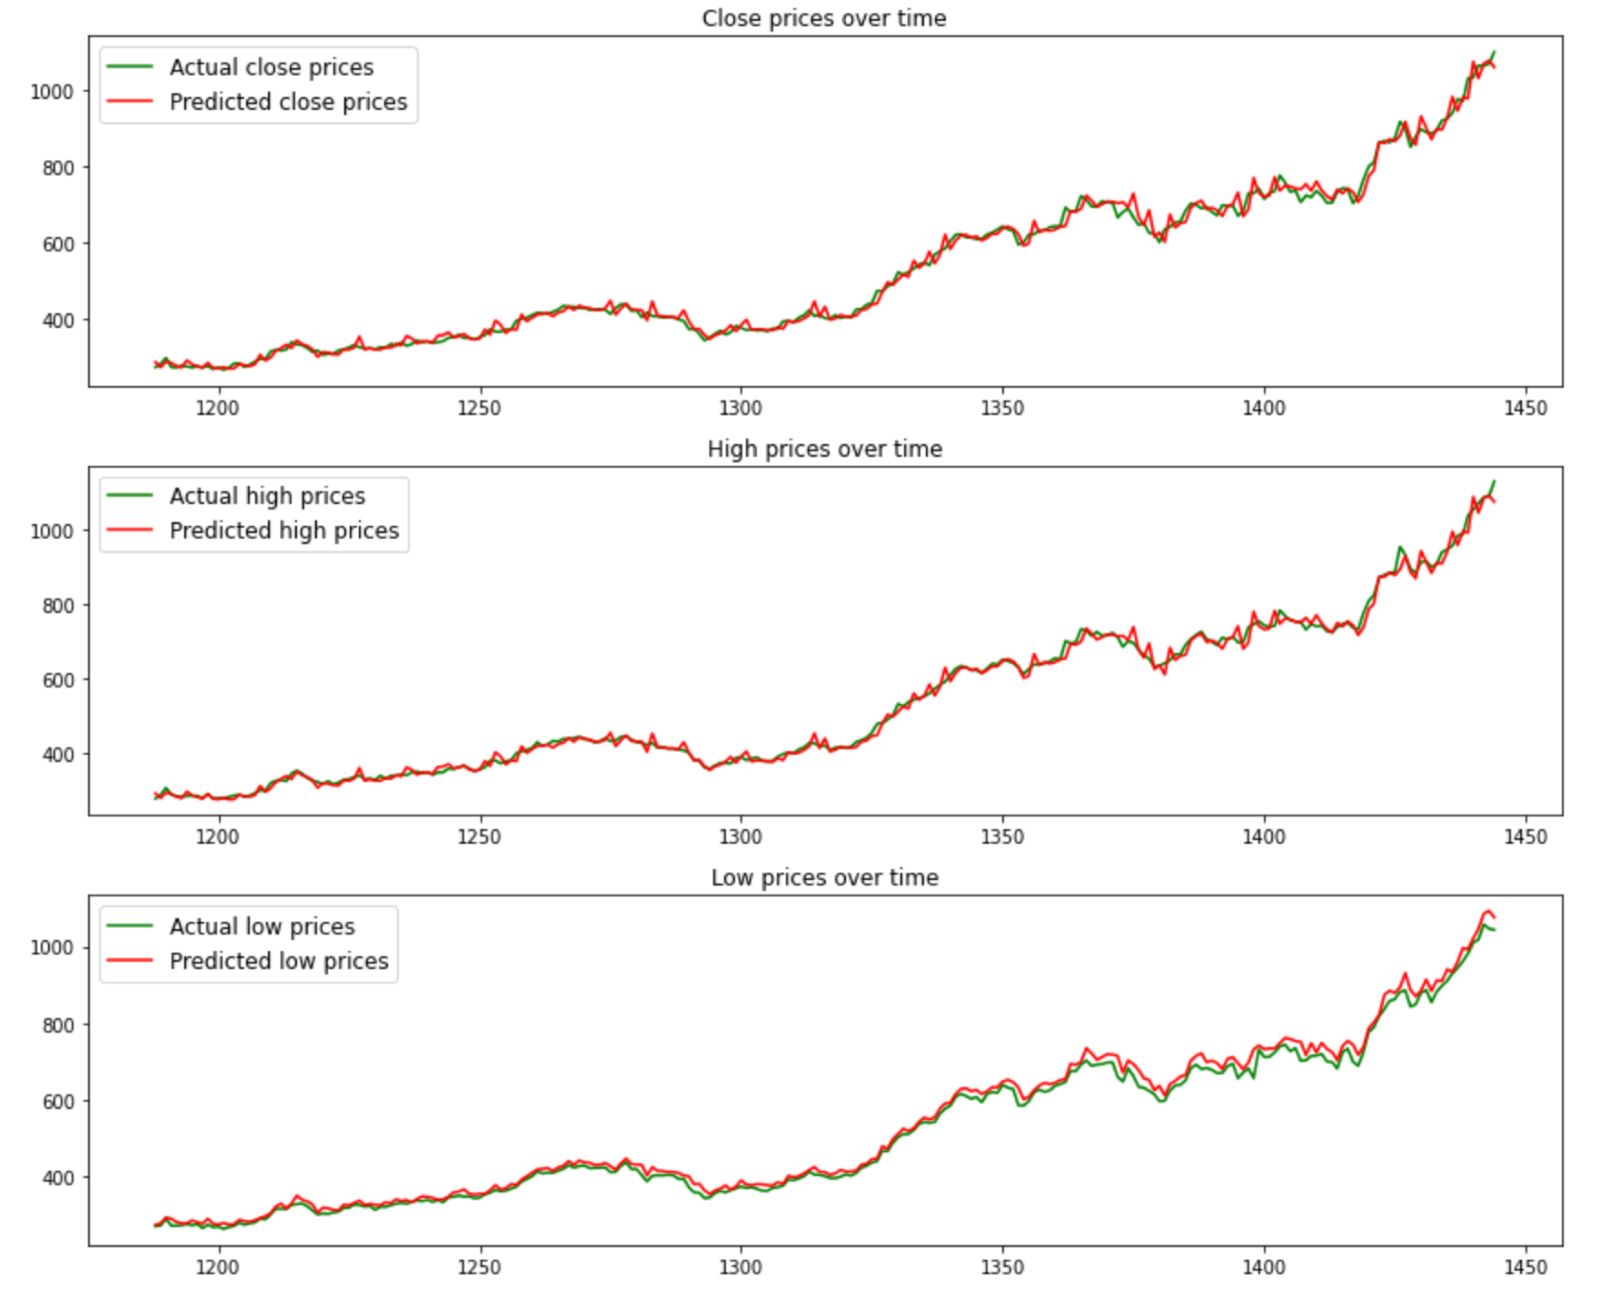 Close prices over time
Actual close prices
Predicted close prices
1000
800
600
400
1200 1250 1300 1350 1400 1450
High prices over time
Actual high prices
Predicted high prices
1000
800
600
400
1200 1250 1300 1350 1400 1450
Low prices over time
Actual low prices
Predicted low prices
1000
800
600
400
1200 1250 1300 1350 1400 1450